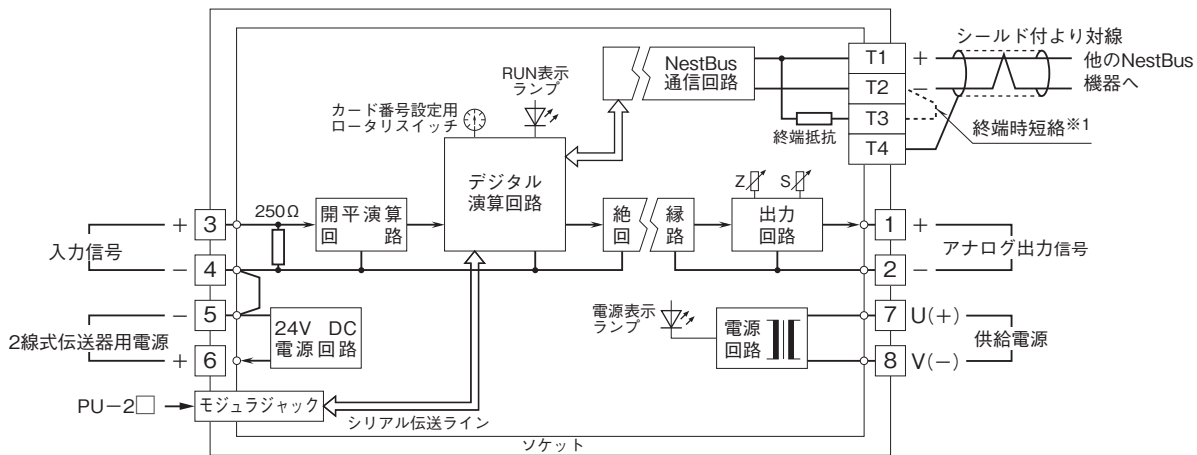 シールド付より対線
T1
+
他のNestBus
機器へ
T2
−
T3
T4
終端時短絡※1
NestBus
通信回路
終端抵抗
RUN表示
ランプ
カード番号設定用
ロータリスイッチ
デジタル
演算回路
250Ω
開平演算
回路
絶縁
回路
Z
S
出力
回路
+
3
入力信号
−
4
1
+
アナログ出力信号
2
−
−
5
2線式伝送器用電源
+
6
24V DC
電源回路
電源表示
ランプ
電源
回路
7
U(+)
供給電源
8
V(−)
PU−2□
モジュラジャック
シリアル伝送ライン
ソケット